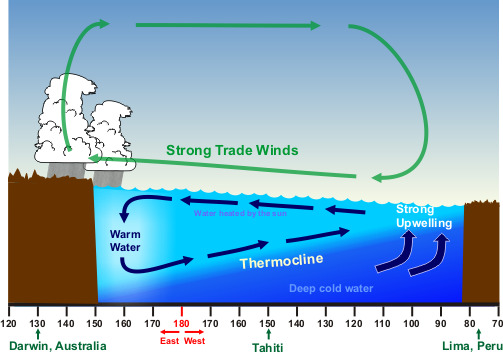 Strong Trade Winds
Strong
Upwelling
Water heated by the sun
Warm
Water
Thermocline
Deep cold water
120 130 140 150 160 170 180 170 160 150 140 130 120 110 100 90 80 70
East West
Darwin, Australia Tahiti Lima, Peru